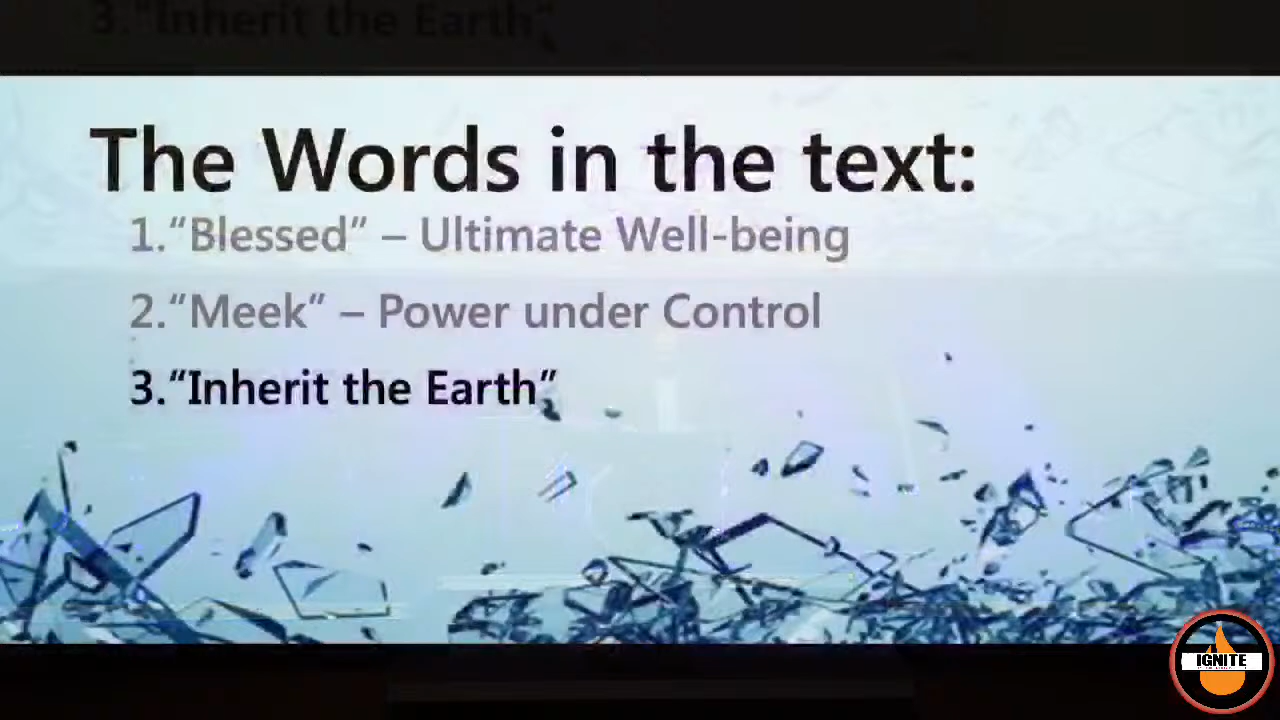 3."Inherit the Earth"
The Words in the text:
1."Blessed" – Ultimate Well-being
2."Meek" – Power under Control
3."Inherit the Earth"
IGNITE